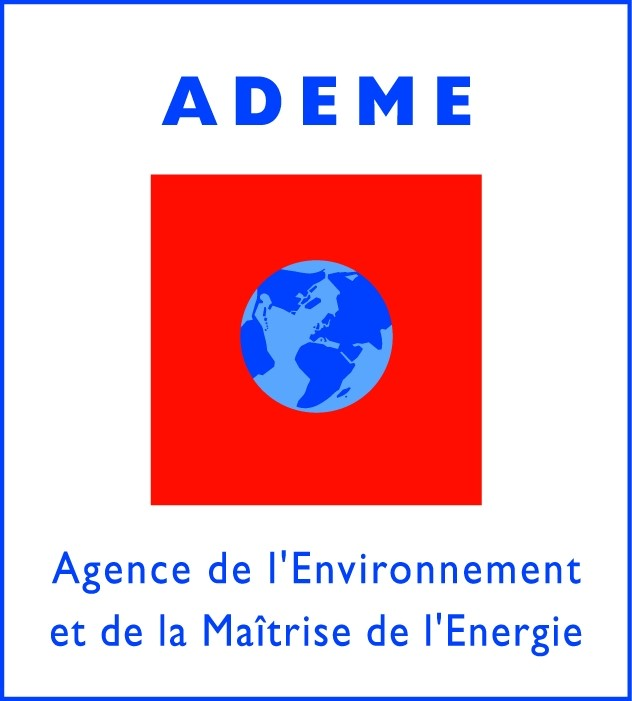 ADEME
Agence de l'Environnement
et de la Maîtrise de l'Energie